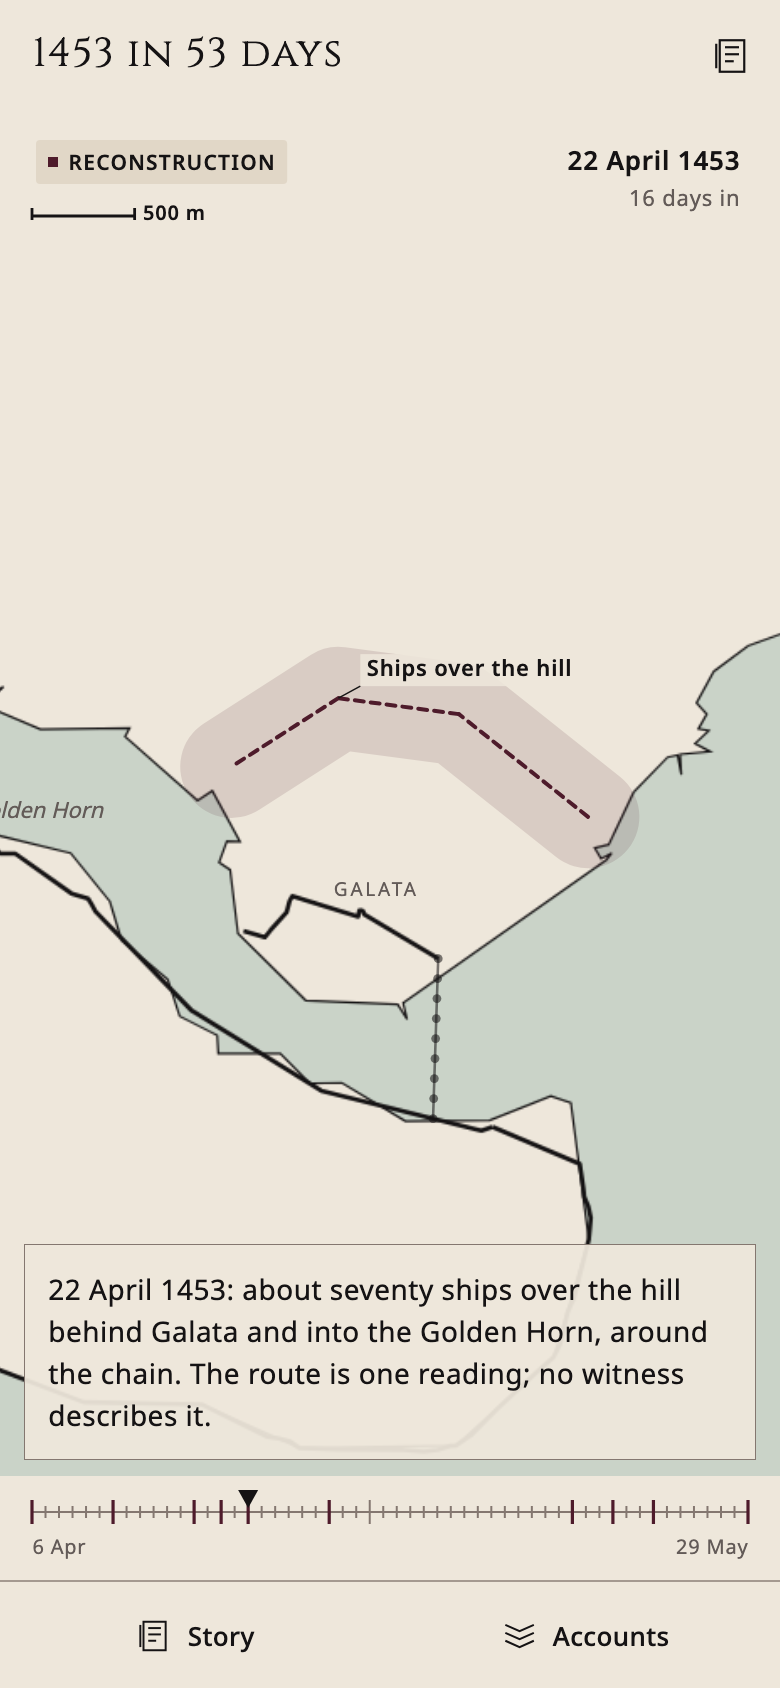 1453 IN 53 DAYS
RECONSTRUCTION
22 April 1453
500 m
16 days in
Ships over the hill
lden Horn
GALATA
22 April 1453: about seventy ships over the hill
behind Galata and into the Golden Horn, around
the chain. The route is one reading; no witness
describes it.
6 Apr
29 May
Story
Accounts